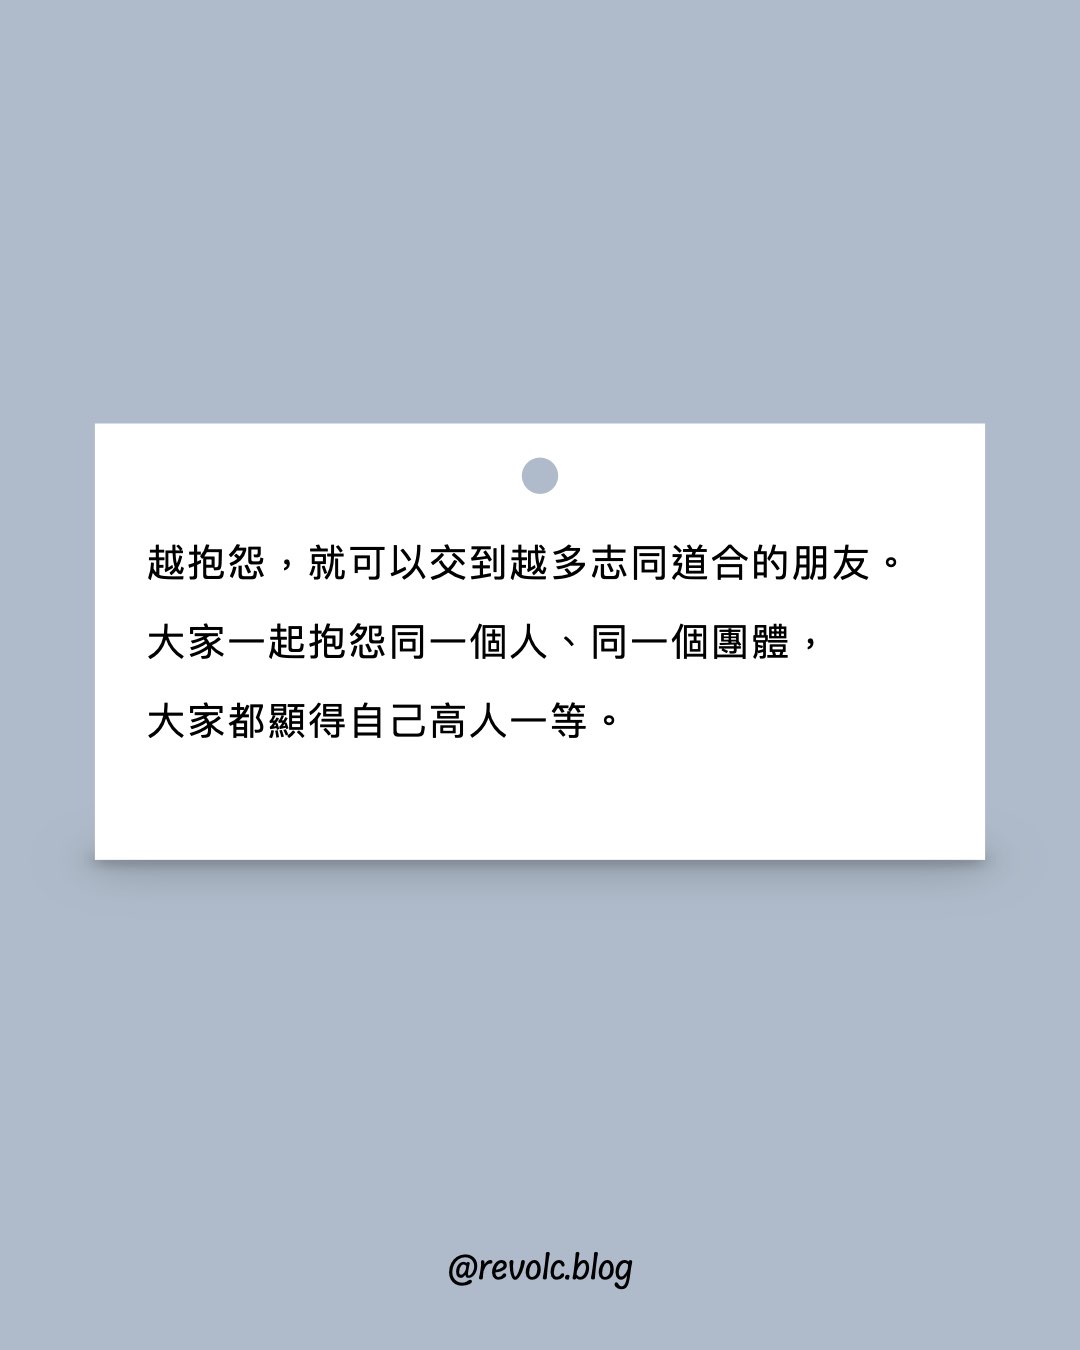 越抱怨，就可以交到越多志同道合的朋友。
大家一起抱怨同一個人、同一個團體，
大家都顯得自己高人一等。
@revolc.blog